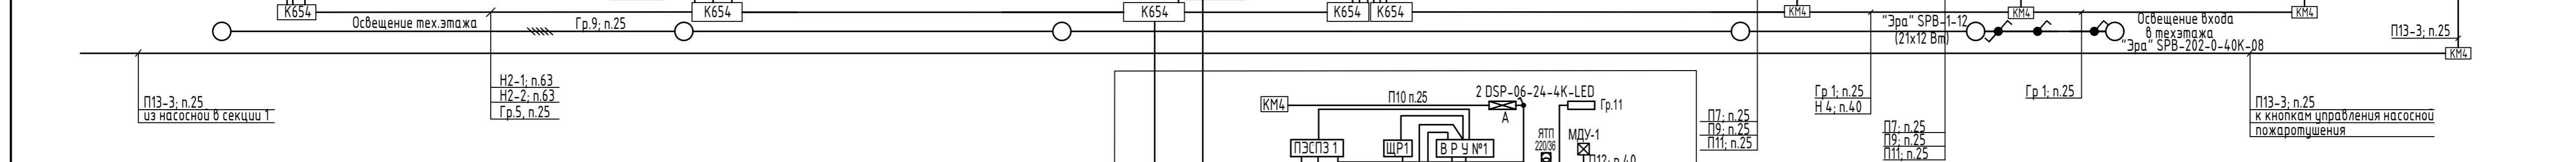 К654
К654
К654
К654
К654
КМ4
КМ4
КМ4
Освещение тех.этажа
Гр.9; п.25
"Эра" SPB-1-12
(21х12 Вт)
Освещение входа
в техэтажа
"Эра" SPB-202-0-40К-08
П13-3; п.25
КМ4
П13-3; п.25
из насосной в секции 1
Н2-1; п.63
Н2-2; п.63
Гр.5, п.25
КМ4
П10 п.25
2 DSP-06-24-4K-LED
А
Гр.11
ПЭСПЗ 1
ЩР1
В Р У №1
ЯТП
220/36
МДУ-1
П12; п.40
П7; п.25
П9; п.25
П11; п.25
Гр 1; п.25
Н 4; п.40
П7; п.25
П9; п.25
П11; п.25
Гр 1; п.25
П13-3; п.25
к кнопкам управления насосной
пожаротушения